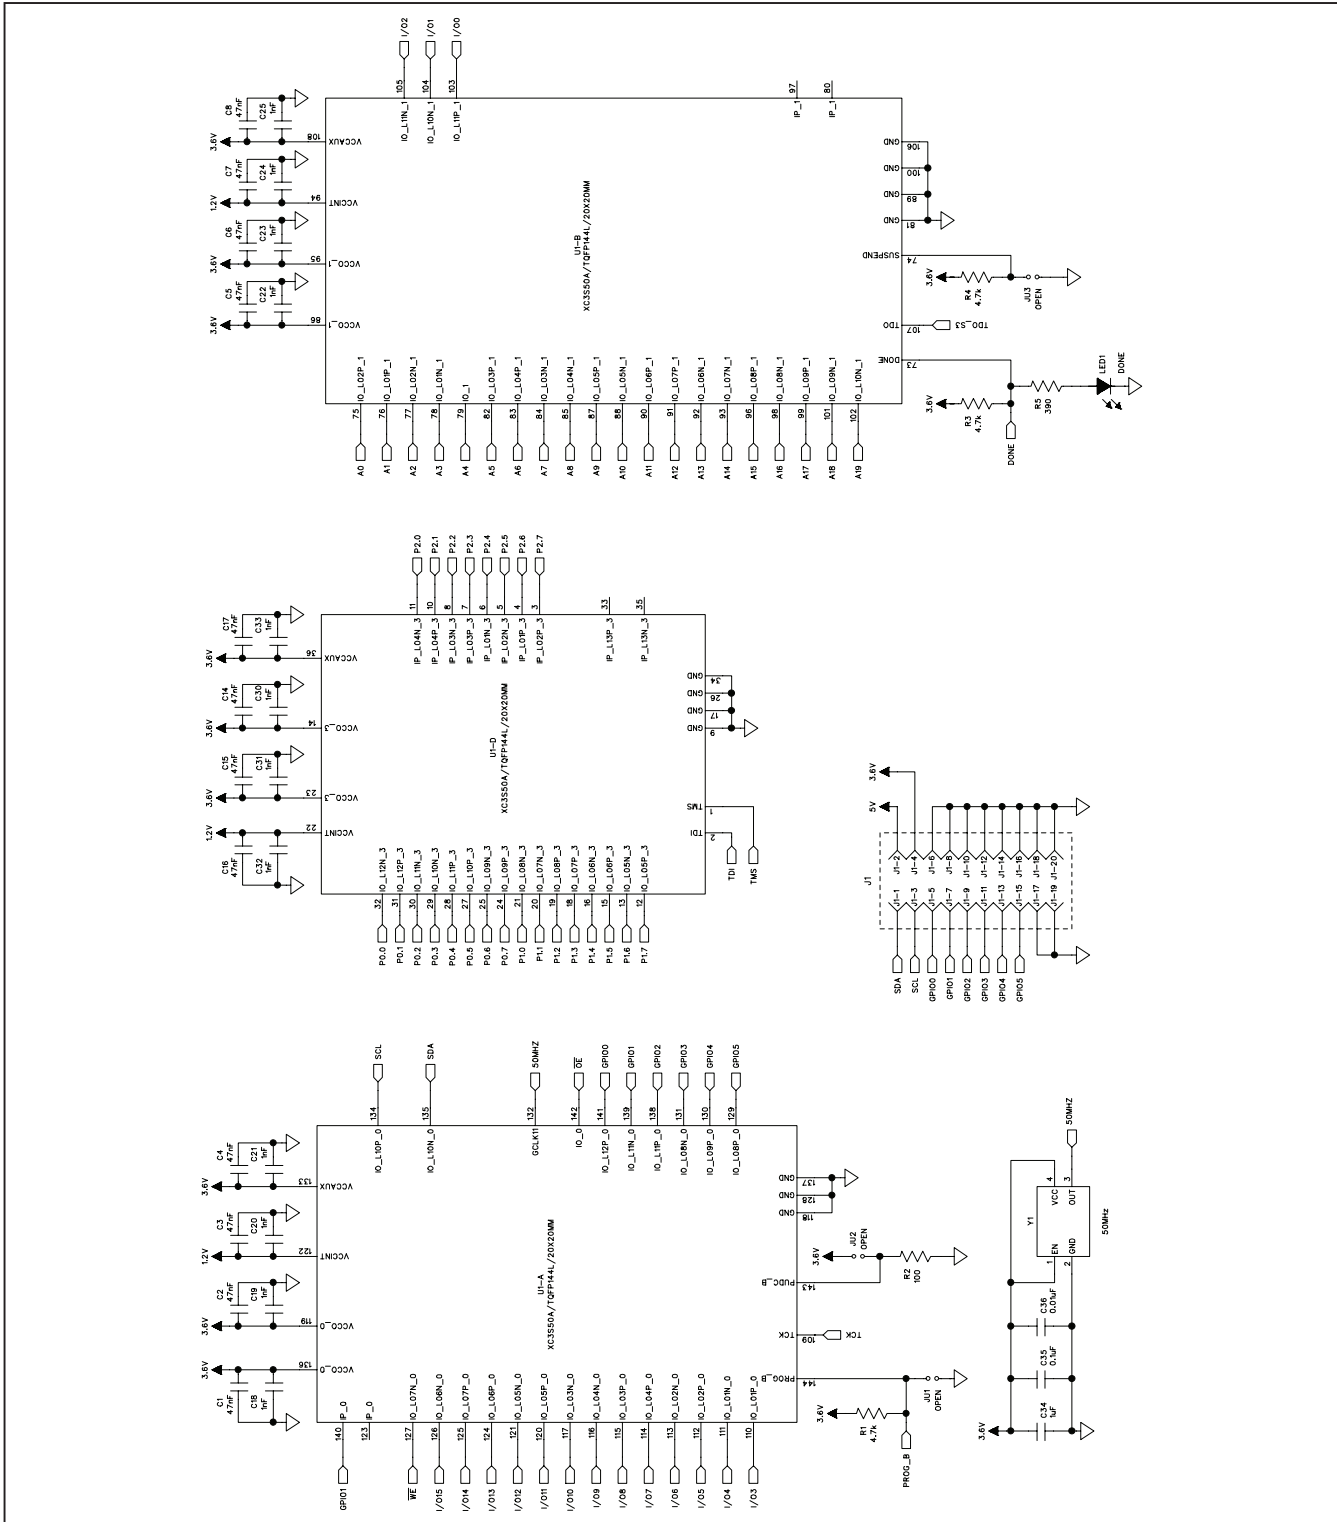 I/O2
I/O1
I/O0
105
104
103
97
80
IO_L11N_1
IO_L10N_1
IO_L11P_1
IP_1
IP_1
C8
47nF
C25
1nF
3.6V
108
VCCAUX
C7
47nF
C24
1nF
1.2V
94
VCCINT
C6
47nF
C23
1nF
3.6V
95
VCCO_1
C5
47nF
C22
1nF
3.6V
86
VCCO_1
U1-B
XC3S50A/TQFP144L/20X20MM
GND
106
GND
100
GND
89
GND
81
SUSPEND
74
3.6V
R4
4.7k
JU3
OPEN
TDO
107
TDO_S3
DONE
73
3.6V
R3
4.7k
DONE
R5
390
LED1
DONE
IO_L02P_1
IO_L01P_1
IO_L02N_1
IO_L01N_1
IO_1
IO_L03P_1
IO_L04P_1
IO_L03N_1
IO_L04N_1
IO_L05P_1
IO_L05N_1
IO_L06P_1
IO_L07P_1
IO_L06N_1
IO_L07N_1
IO_L08P_1
IO_L08N_1
IO_L09P_1
IO_L09N_1
IO_L10N_1
75
76
77
78
79
82
83
84
85
87
88
90
91
92
93
96
98
99
101
102
A0
A1
A2
A3
A4
A5
A6
A7
A8
A9
A10
A11
A12
A13
A14
A15
A16
A17
A18
A19
P2.0
P2.1
P2.2
P2.3
P2.4
P2.5
P2.6
P2.7
11
10
8
7
6
5
4
3
33
35
IP_L04N_3
IP_L04P_3
IP_L03N_3
IP_L03P_3
IP_L01N_3
IP_L02N_3
IP_L01P_3
IP_L02P_3
IP_L13P_3
IP_L13N_3
C17
47nF
C33
1nF
3.6V
36
VCCAUX
C14
47nF
C30
1nF
3.6V
14
VCCO_3
C15
47nF
C31
1nF
3.6V
23
VCCO_3
1.2V
22
VCCINT
C16
47nF
C32
1nF
U1-D
XC3S50A/TQFP144L/20X20MM
GND
34
GND
26
GND
17
GND
9
TMS
1
TDI
2
TDI
TMS
IO_L12N_3
IO_L12P_3
IO_L11N_3
IO_L10N_3
IO_L11P_3
IO_L10P_3
IO_L09N_3
IO_L09P_3
IO_L08N_3
IO_L07N_3
IO_L08P_3
IO_L07P_3
IO_L06N_3
IO_L06P_3
IO_L05N_3
IO_L05P_3
32
31
30
29
28
27
25
24
21
20
19
18
16
15
13
12
P0.0
P0.1
P0.2
P0.3
P0.4
P0.5
P0.6
P0.7
P1.0
P1.1
P1.2
P1.3
P1.4
P1.5
P1.6
P1.7
3.6V
5V
J1
J1-2
J1-4
J1-6
J1-8
J1-10
J1-12
J1-14
J1-16
J1-18
J1-20
J1-1
J1-3
J1-5
J1-7
J1-9
J1-11
J1-13
J1-15
J1-17
J1-19
SDA
SCL
GPIO0
GPIO1
GPIO2
GPIO3
GPIO4
GPIO5
SCL
SDA
50MHZ
OE
GPIO0
GPIO1
GPIO2
GPIO3
GPIO4
GPIO5
134
135
132
142
141
139
138
131
130
129
IO_L10P_0
IO_L10N_0
GCLK11
IO_0
IO_L12P_0
IO_L11N_0
IO_L11P_0
IO_L08N_0
IO_L09P_0
IO_L08P_0
C4
47nF
C21
1nF
3.6V
133
VCCAUX
C3
47nF
C20
1nF
1.2V
122
VCCINT
C2
47nF
C19
1nF
3.6V
119
VCCO_0
3.6V
136
VCCO_0
C1
47nF
C18
1nF
U1-A
XC3S50A/TQFP144L/20X20MM
GND
137
GND
128
GND
118
3.6V
JU2
OPEN
R2
100
PUDC_B
143
TCK
109
TCK
PROG_B
144
3.6V
R1
4.7k
PROG_B
JU1
OPEN
IP_0
IP_0
IO_L07N_0
IO_L06N_0
IO_L07P_0
IO_L06P_0
IO_L05N_0
IO_L05P_0
IO_L03N_0
IO_L04N_0
IO_L03P_0
IO_L04P_0
IO_L02N_0
IO_L02P_0
IO_L01N_0
IO_L01P_0
140
123
127
126
125
124
121
120
117
116
115
114
113
112
111
110
GPIO1
WE
I/O15
I/O14
I/O13
I/O12
I/O11
I/O10
I/O9
I/O8
I/O7
I/O6
I/O5
I/O4
I/O3
50MHZ
4
3
VCC
OUT
Y1
50MHz
EN
GND
1
2
C36
0.01uF
C35
0.1uF
C34
1uF
3.6V